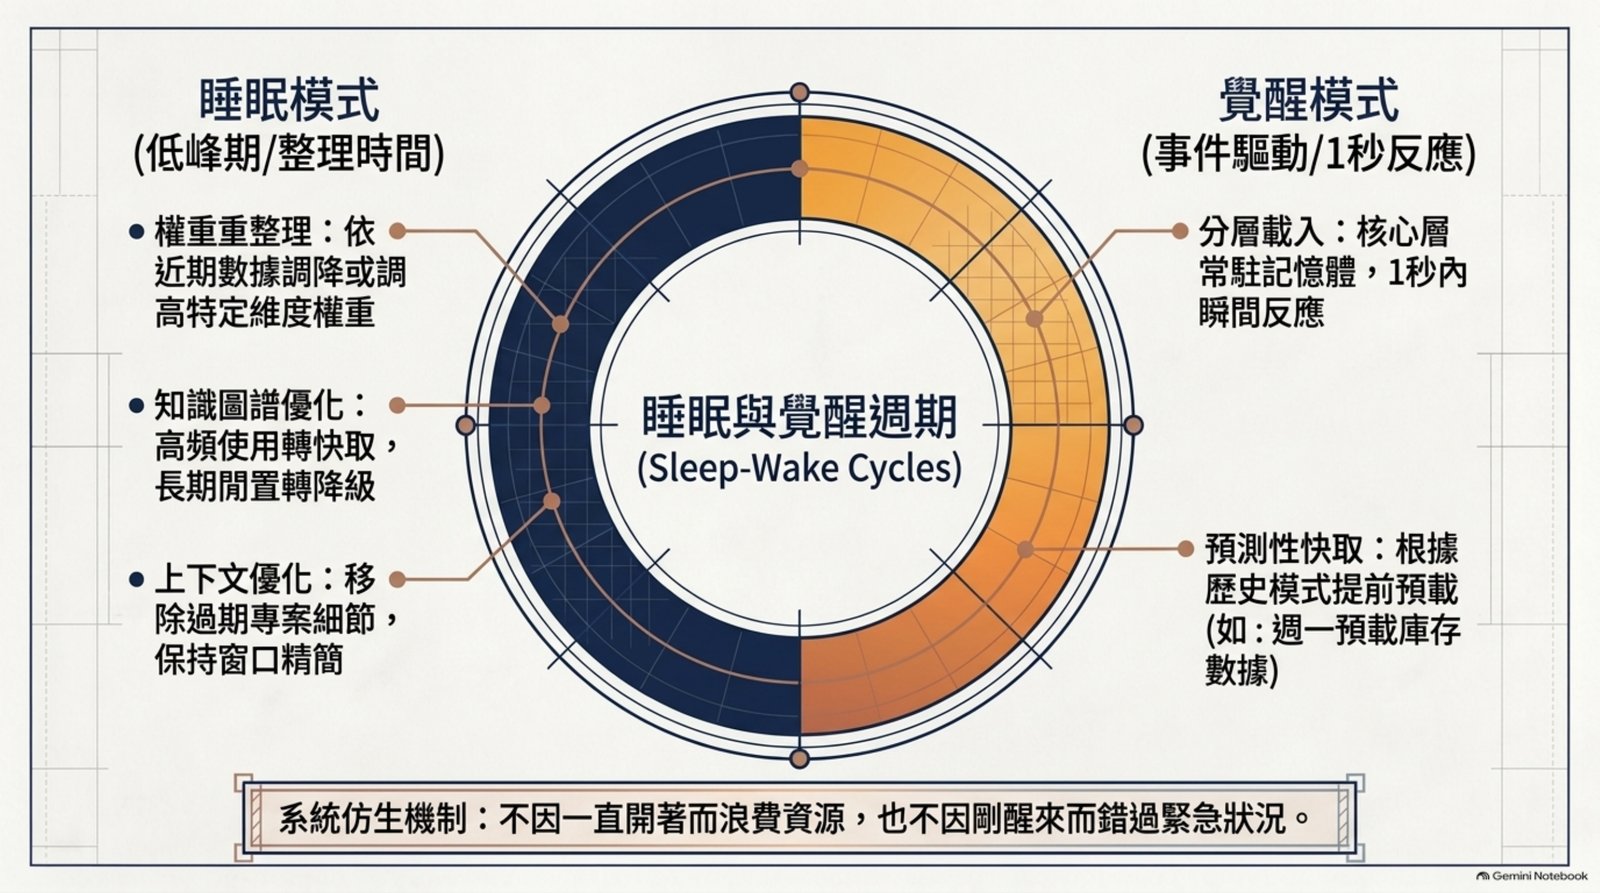 睡眠模式
(低峰期/整理時間)
• 權重重整理：依
近期數據調降或調
高特定維度權重
• 知識圖譜優化：
高頻使用轉快取，
長期閒置轉降級
• 上下文優化：移
除過期專案細節，
保持窗口精簡
睡眠與覺醒週期
(Sleep-Wake Cycles)
覺醒模式
(事件驅動/1秒反應)
分層載入：核心層
常駐記憶體，1秒內
瞬間反應
預測性快取：根據
歷史模式提前預載
(如：週一預載庫存
數據)
系統仿生機制：不因一直開著而浪費資源，也不因剛醒來而錯過緊急狀況。
Gemini Notebook